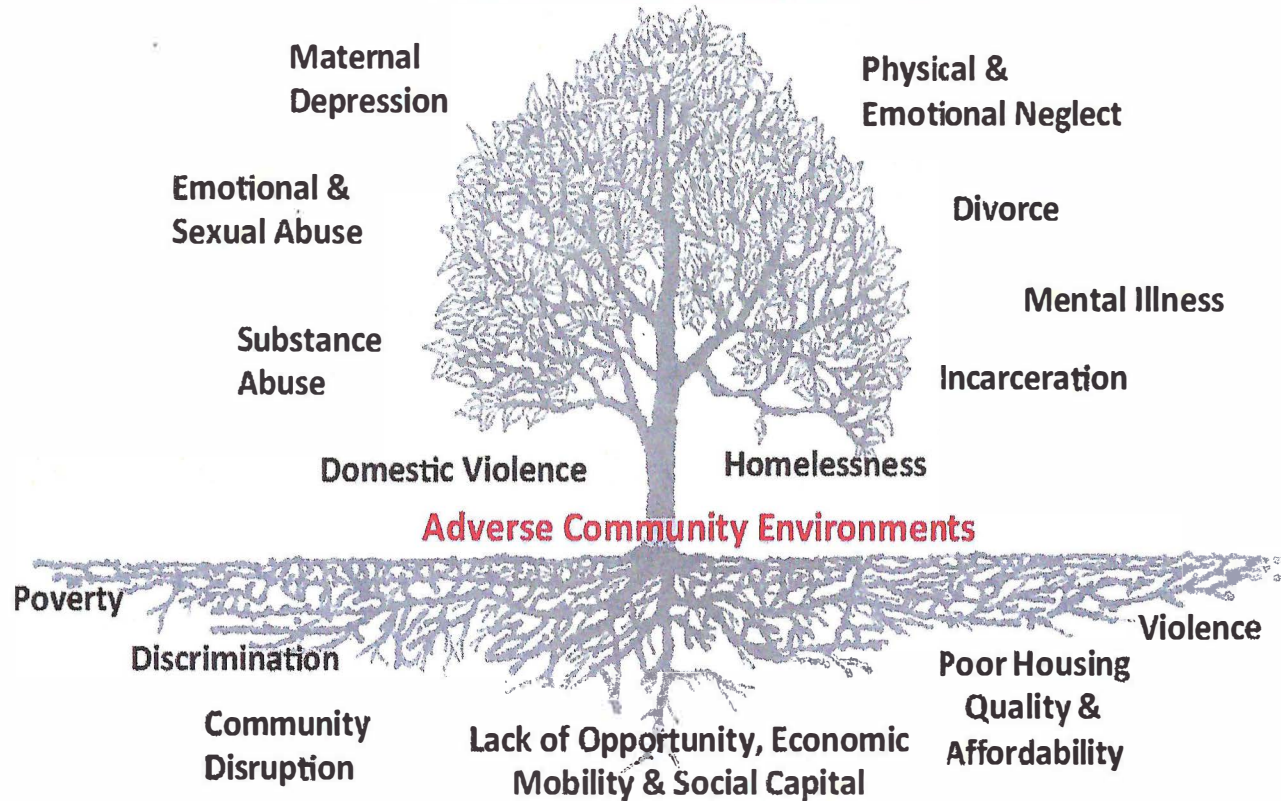 Maternal
Depression
Physical &
Emotional Neglect
Emotional &
Sexual Abuse
Divorce
Mental Illness
Substance
Abuse
Incarceration
Domestic Violence
Homelessness
Adverse Community Environments
Poverty
Violence
Discrimination
Poor Housing
Quality &
Affordability
Community
Disruption
Lack of Opportunity, Economic
Mobility & Social Capital